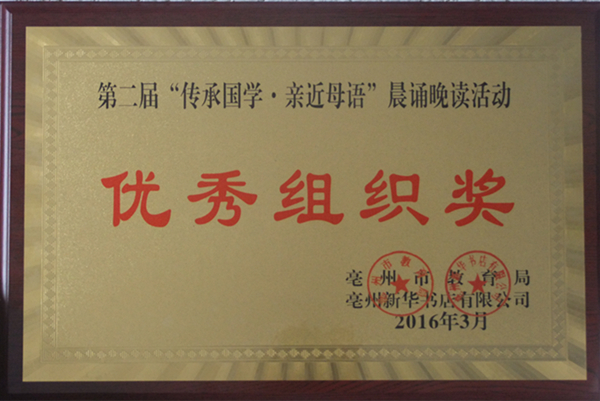 第二届“传承国学·亲近母语”晨诵晚读活动
优秀组织奖
亳州市教育局
亳州新华书店有限公司
2016年3月